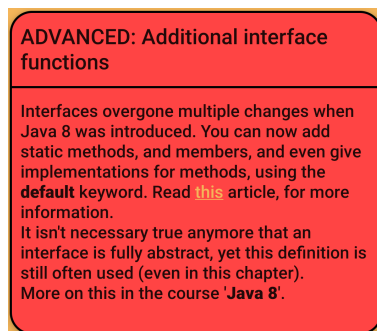 ADVANCED: Additional interface
functions
Interfaces overgone multiple changes when
Java 8 was introduced. You can now add
static methods, and members, and even give
implementations for methods, using the
default keyword. Read this article, for more
information.
It isn't necessary true anymore that an
interface is fully abstract, yet this definition is
still often used (even in this chapter).
More on this in the course 'Java 8'.